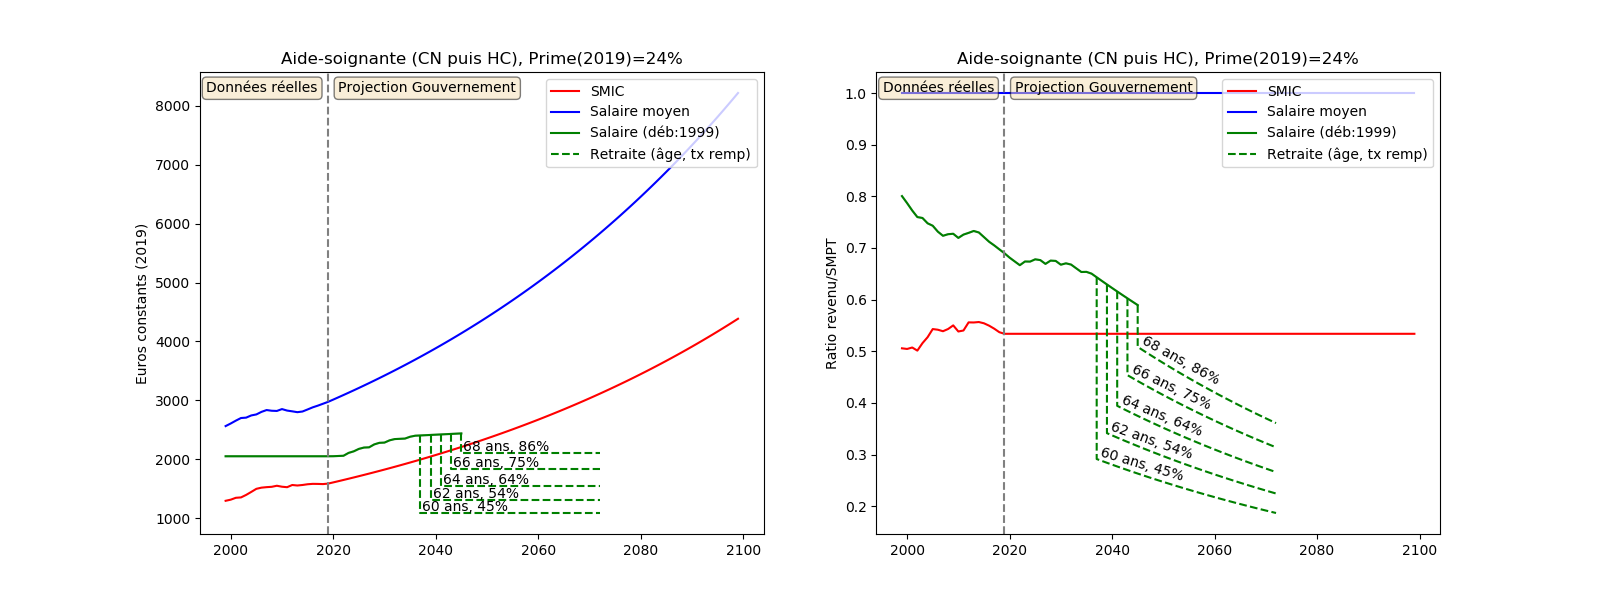 Aide-soignante (CN puis HC), Prime(2019)=24%
Données réelles
Projection Gouvernement
SMIC
Salaire moyen
Salaire (déb:1999)
Retraite (âge, tx remp)
Euros constants (2019)
8000
7000
6000
5000
4000
3000
2000
1000
68 ans, 86%
66 ans, 75%
64 ans, 64%
62 ans, 54%
60 ans, 45%
2000
2020
2040
2060
2080
2100
Aide-soignante (CN puis HC), Prime(2019)=24%
Données réelles
Projection Gouvernement
SMIC
Salaire moyen
Salaire (déb:1999)
Retraite (âge, tx remp)
Ratio revenu/SMPT
1.0
0.9
0.8
0.7
0.6
0.5
0.4
0.3
0.2
68 ans, 86%
66 ans, 75%
64 ans, 64%
62 ans, 54%
60 ans, 45%
2000
2020
2040
2060
2080
2100